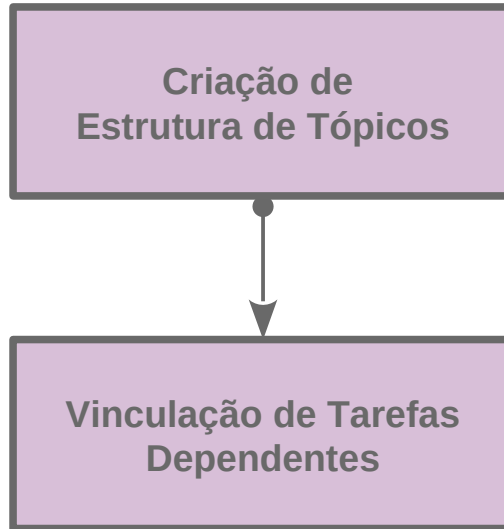 Criação de
Estrutura de Tópicos
Vinculação de Tarefas
Dependentes